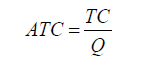 ATC = TC / Q